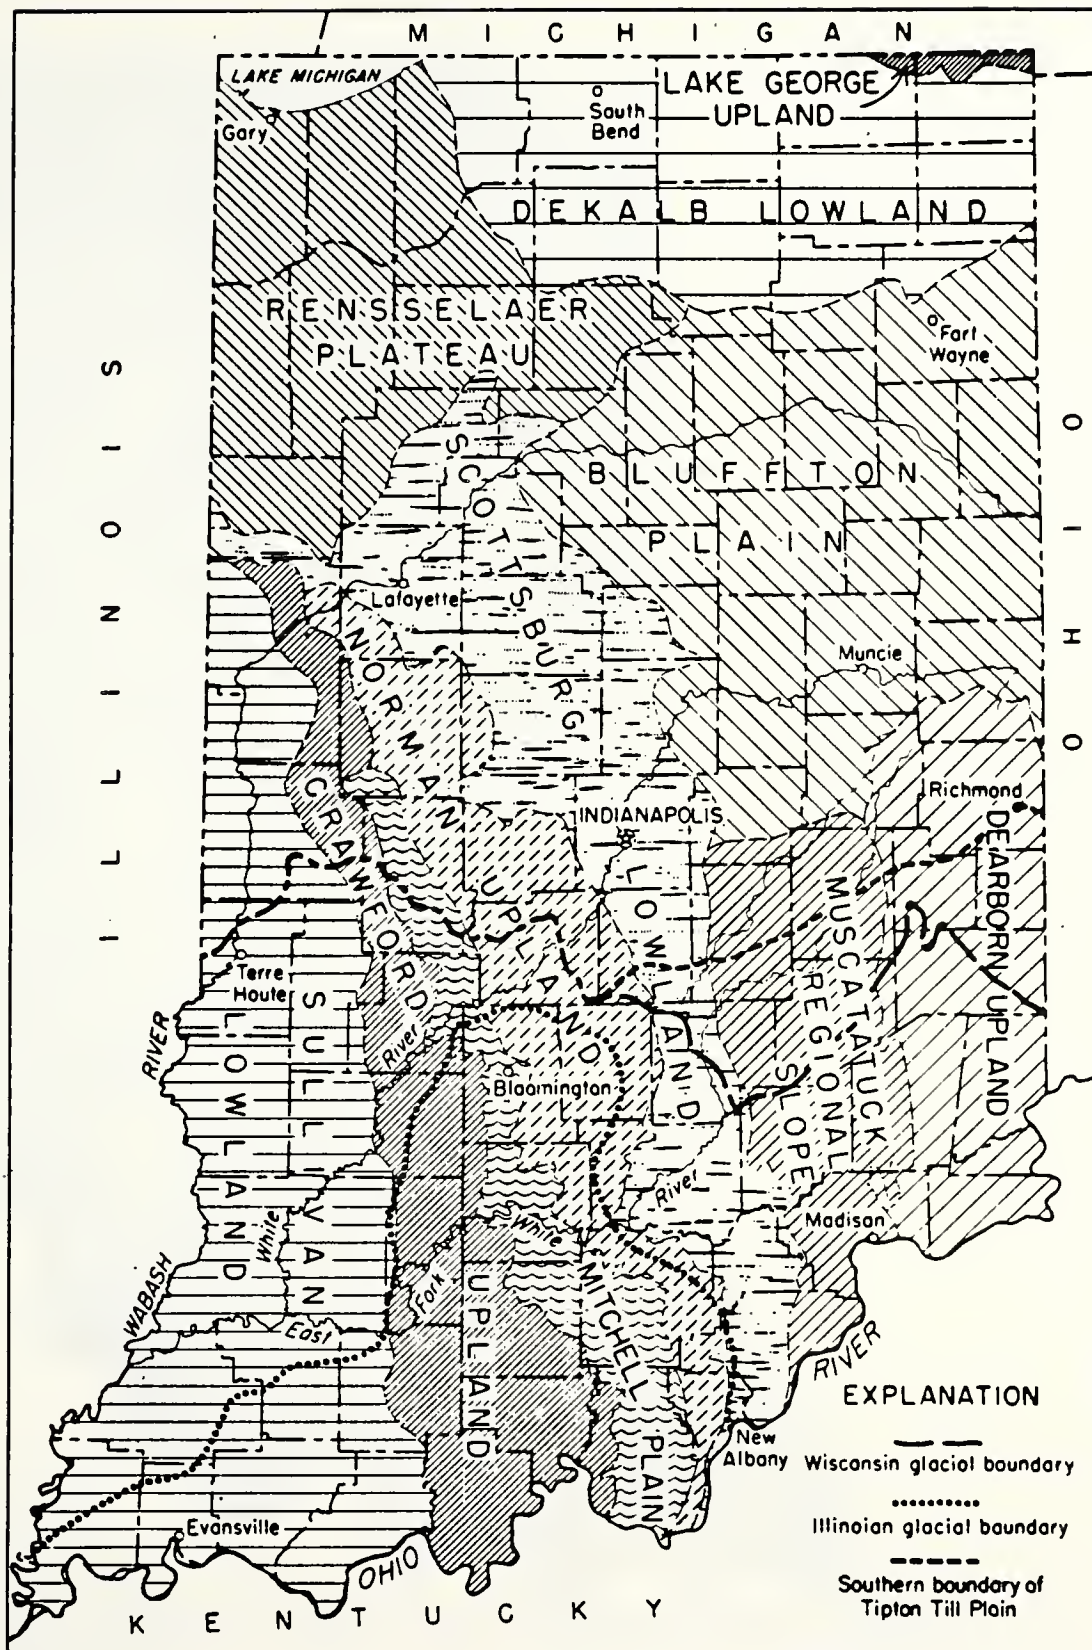 MICHIGAN
LAKE MICHIGAN
LAKE GEORGE
UPLAND
South
Bend
Gary
DEKALB LOWLAND
RENSSELAER
PLATEAU
Fort
Wayne
ILLINOIS
OHIO
SCOTTSBURG
LOWLAND
BLUFFTON
PLAIN
Lafayette
NORMAN
UPLAND
Muncie
CRAWFORD
UPLAND
INDIANAPOLIS
Richmond
DEARBORN UPLAND
MUSCATATUCK
REGIONAL
SLOPE
Terre
Haute
SULLIVAN
LOWLAND
River
RIVER
Bloomington
River
White
White
Fork
East
WABASH
MITCHELL
PLAIN
Madison
RIVER
New
Albany
Evansville
OHIO
KENTUCKY
EXPLANATION
Wisconsin glacial boundary
Illinoian glacial boundary
Southern boundary of
Tipton Till Plain